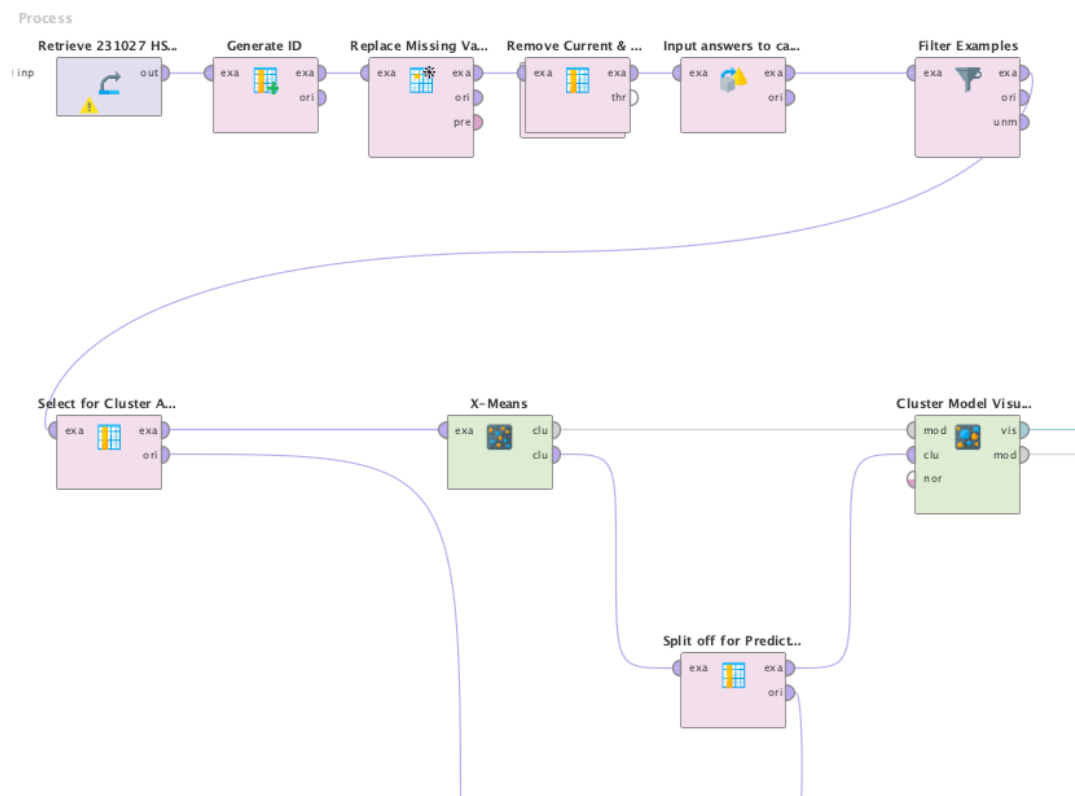 Process
Retrieve 231027 HS... Generate ID Replace Missing Va... Remove Current & ... Input answers to ca... Filter Examples
inp out exa exa exa exa exa exa exa exa exa exa
ori ori thr ori ori
pre unm
Select for Cluster A... X-Means Cluster Model Visu...
exa exa exa clu mod vis
ori clu clu mod
nor
Split off for Predict...
exa exa
ori